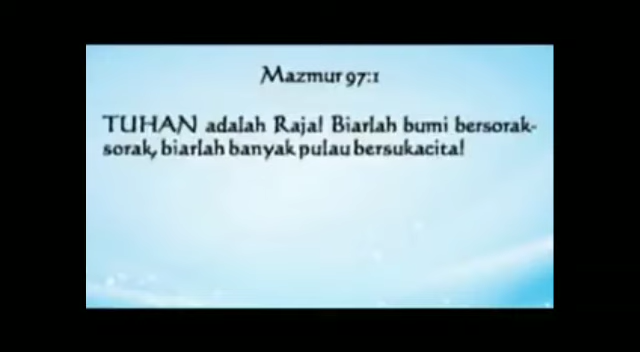 Mazmur 97:1
TUHAN adalah Raja! Biarlah bumi bersorak-
sorak, biarlah banyak pulau bersukacita!